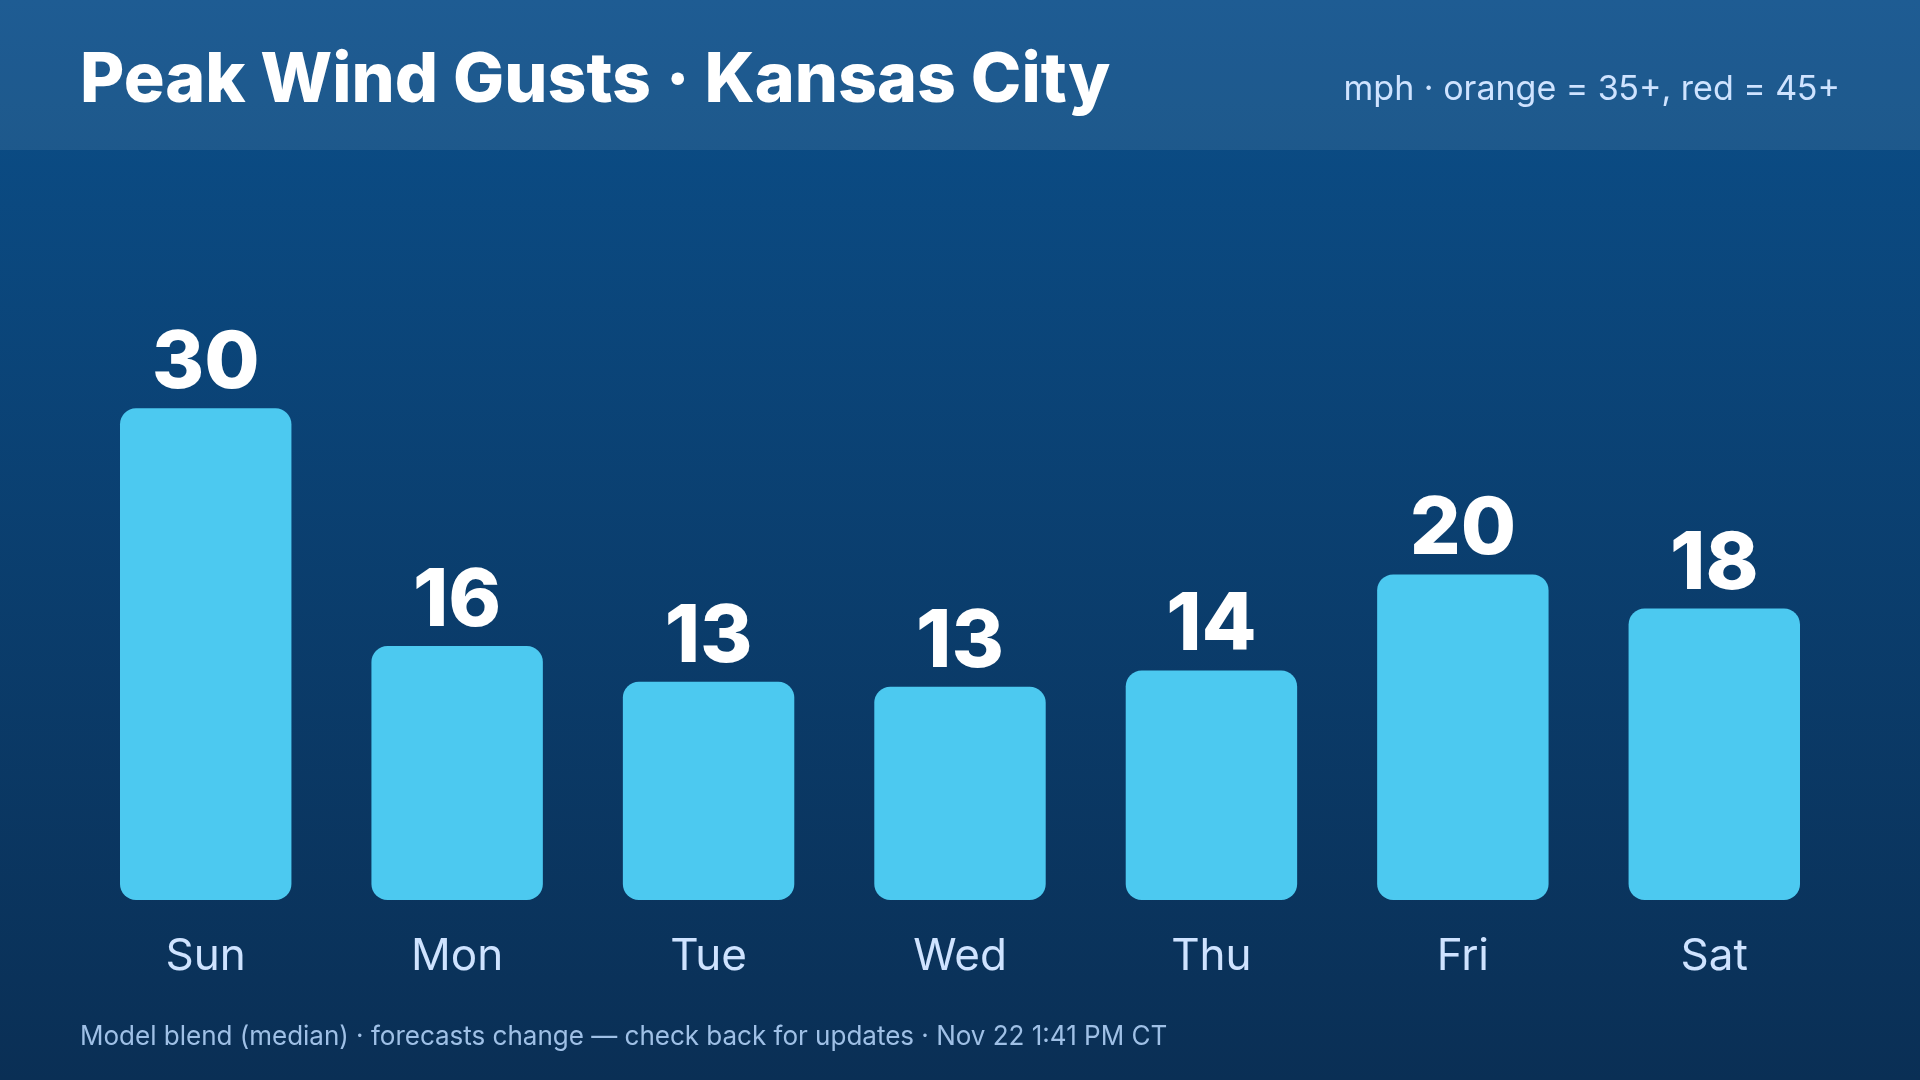 Peak Wind Gusts · Kansas City
mph · orange = 35+, red = 45+
30
16
13
13
14
20
18
Sun
Mon
Tue
Wed
Thu
Fri
Sat
Model blend (median) · forecasts change — check back for updates · Nov 22 1:41 PM CT